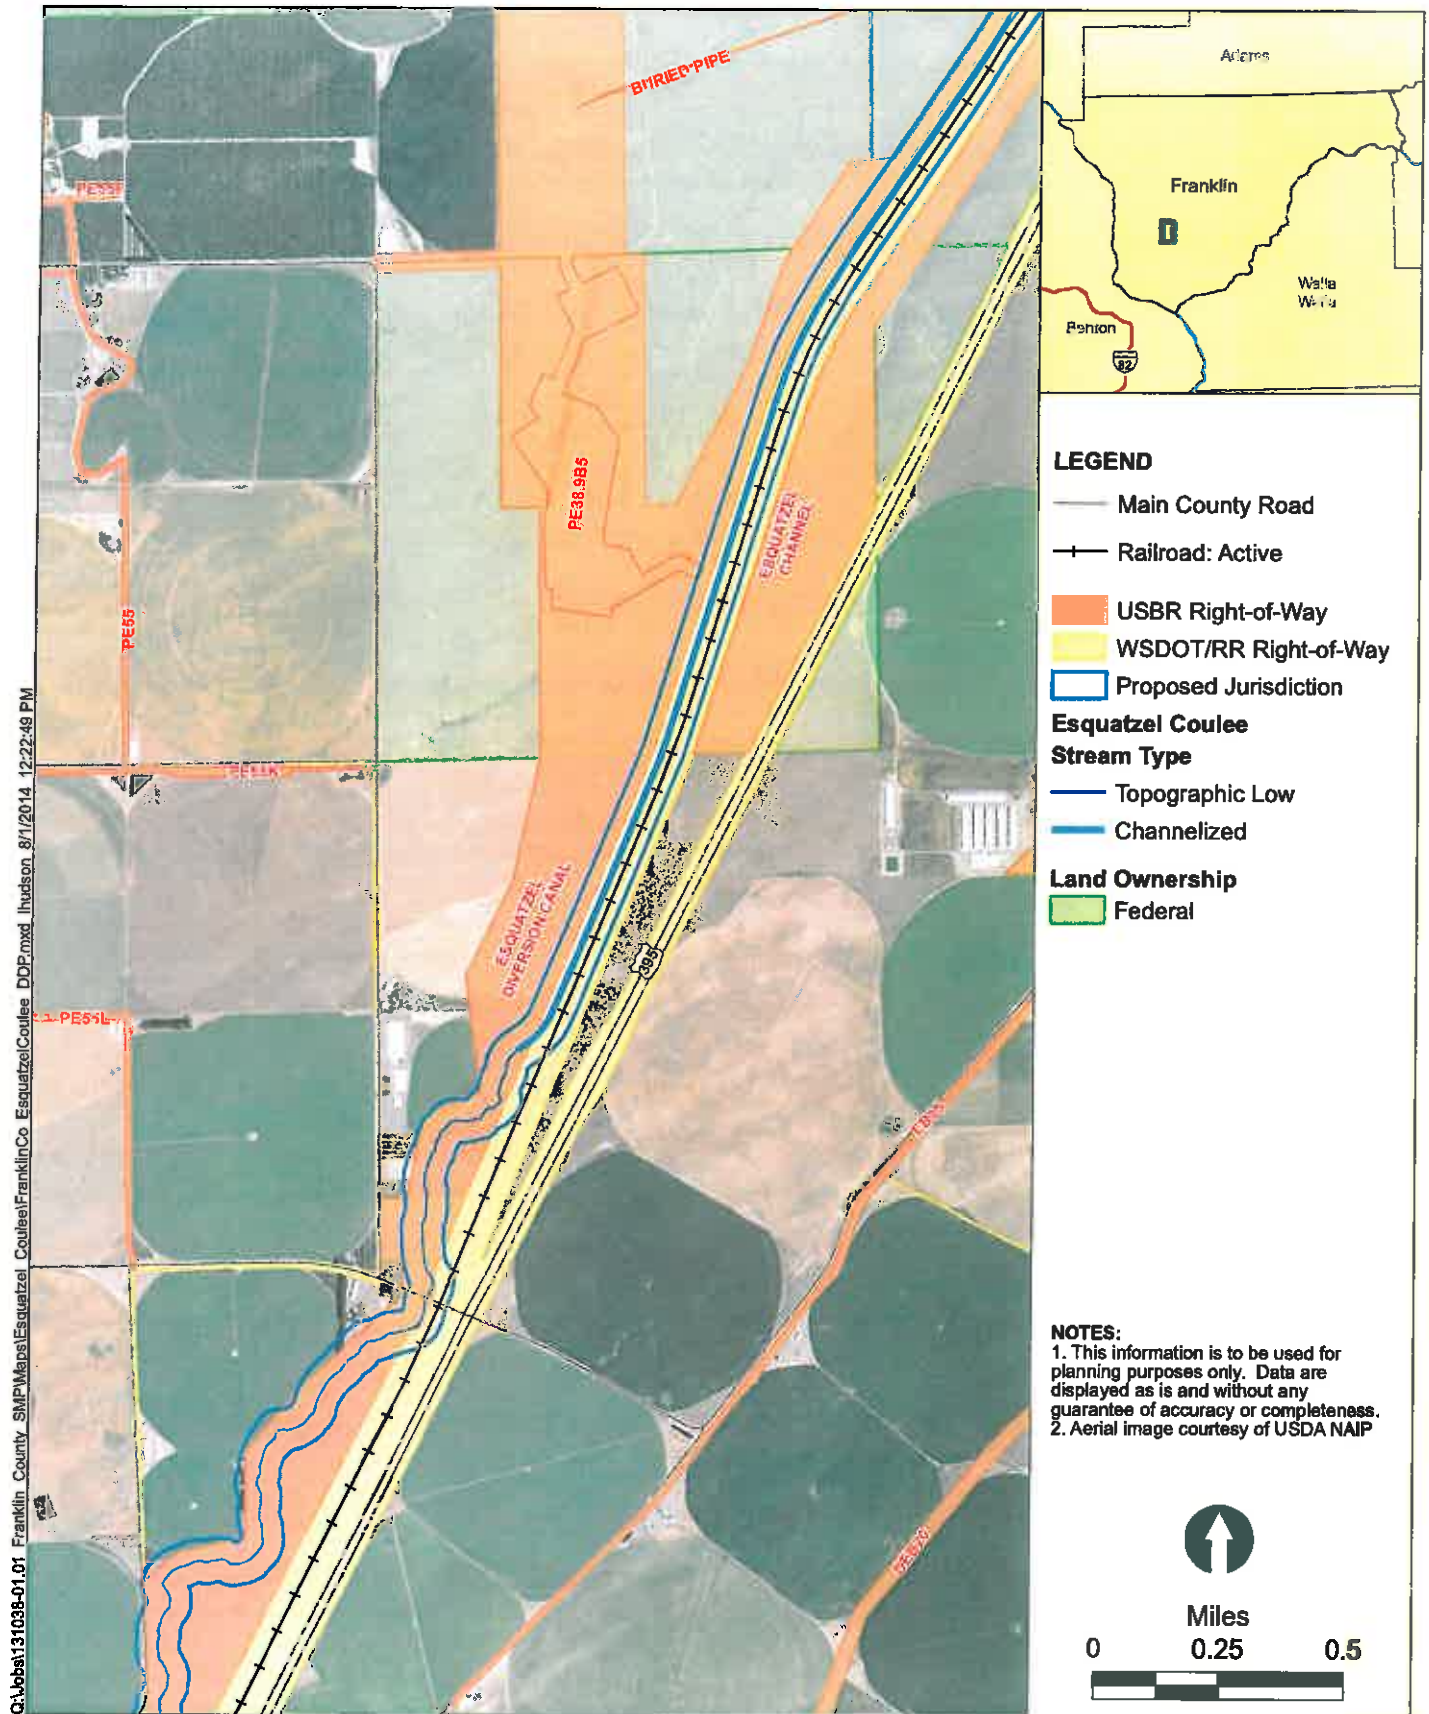 BURIED PIPE
PE38.9B5
ESQUATZEL
CHANNEL
PE55
ESQUATZEL
DIVERSION CANAL
395
Adams
Franklin
D
Walla
Walla
Benton
82
LEGEND
Main County Road
Railroad: Active
USBR Right-of-Way
WSDOT/RR Right-of-Way
Proposed Jurisdiction
Esquatzel Coulee
Stream Type
Topographic Low
Channelized
Land Ownership
Federal
NOTES:
1. This information is to be used for
planning purposes only. Data are
displayed as is and without any
guarantee of accuracy or completeness.
2. Aerial image courtesy of USDA NAIP
Miles
0 0.25 0.5
Q:\Jobs\131038-01.01 Franklin County SMP\Maps\Esquatzel Coulee\FranklinCo EsquatzelCoulee DDP.mxd lhudson 8/1/2014 12:22:49 PM